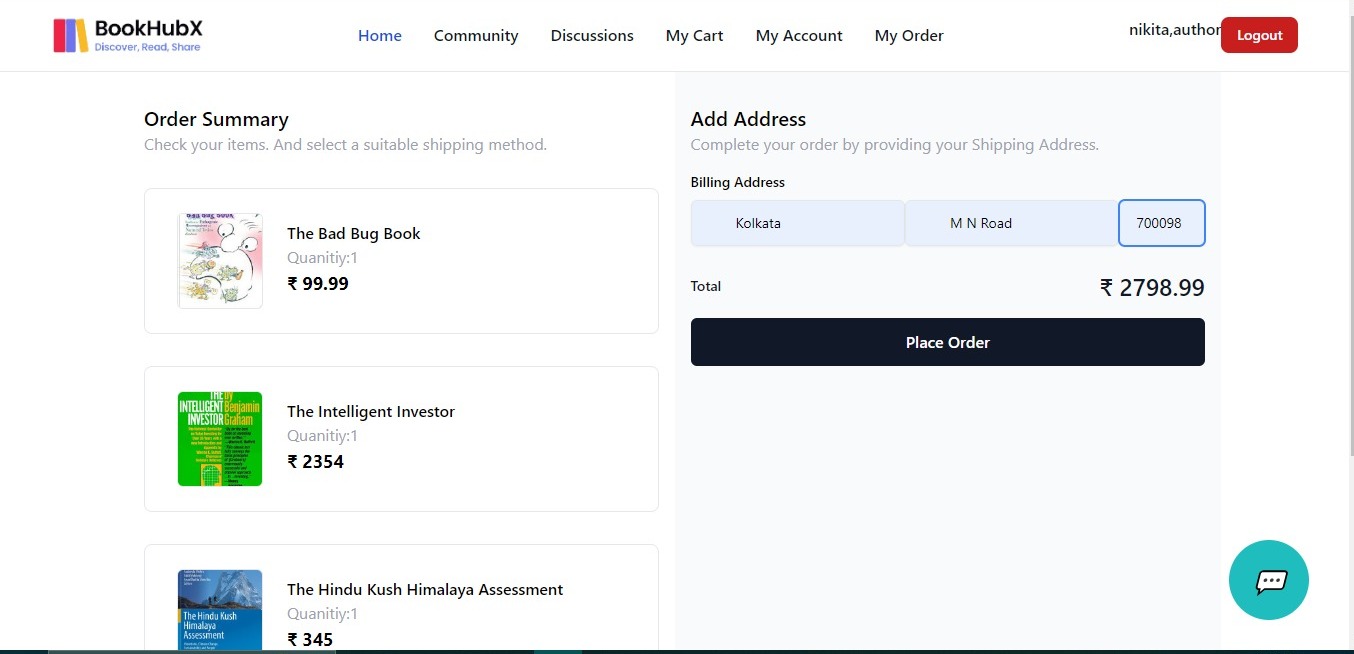 BookHubX
Discover, Read, Share
Home
Community
Discussions
My Cart
My Account
My Order
nikita,author
Logout
Order Summary
Check your items. And select a suitable shipping method.
Bad Bug Book
The Bad Bug Book
Quanitiy:1
₹ 99.99
THE
INTELLIGENT
INVESTOR
by
Benjamin
Graham
The Intelligent Investor
Quanitiy:1
₹ 2354
The Hindu Kush
Himalaya
Assessment
The Hindu Kush Himalaya Assessment
Quanitiy:1
₹ 345
Add Address
Complete your order by providing your Shipping Address.
Billing Address
Kolkata
M N Road
700098
Total
₹ 2798.99
Place Order